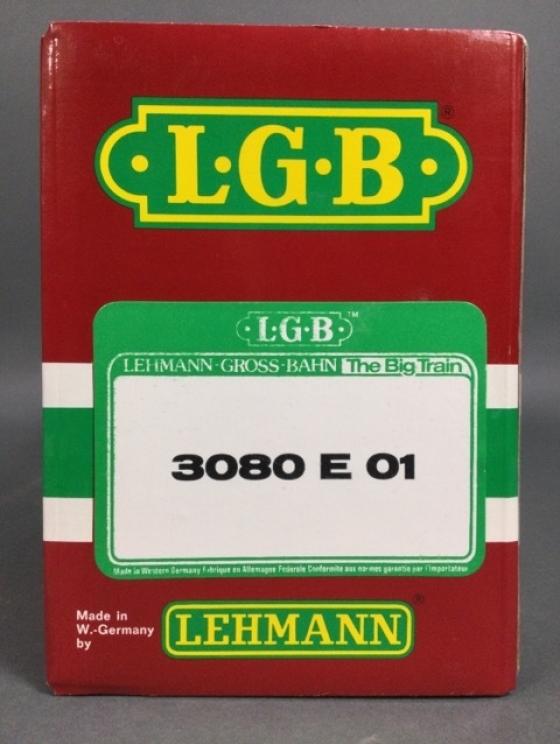 ·L·G·B· ®
·L·G·B· ™
LEHMANN·GROSS·BAHN The Big Train
3080 E 01
Made in Western Germany Fabriqué en Allemagne Fédérale Conformité aux normes garantie par l'importateur
Made in
W.-Germany
by
LEHMANN ®